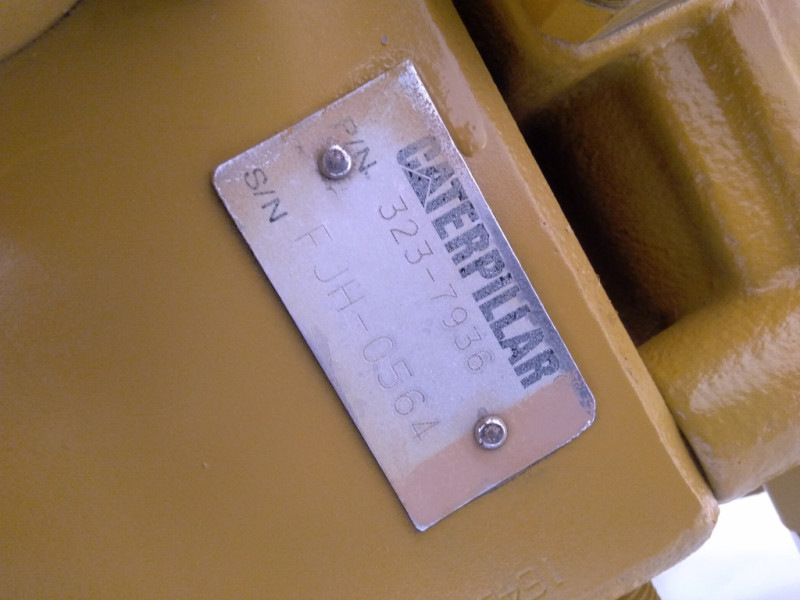 CATERPILLAR
P/N 323-7936
S/N FJH-0564